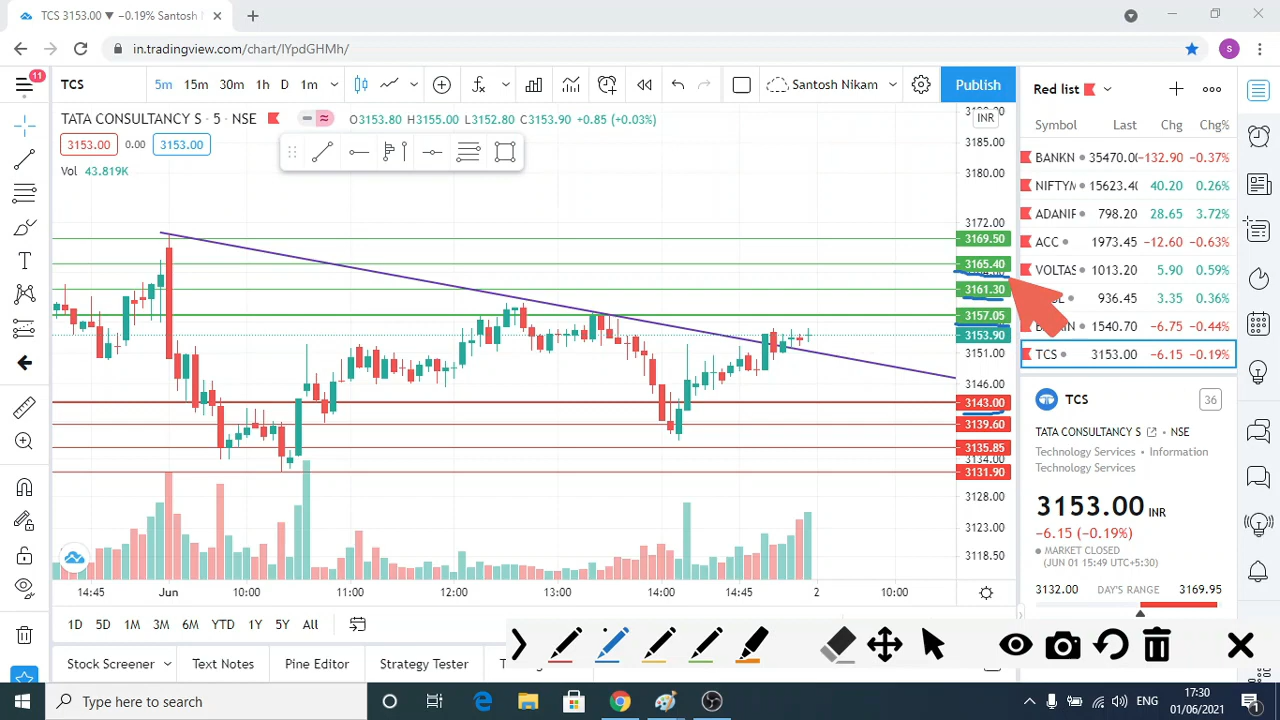 TCS 3153.00 ▼ −0.19% Santosh
in.tradingview.com/chart/IYpdGHMh/
S
11
TCS
5m 15m 30m 1h D 1m
Santosh Nikam
Publish
Red list
TATA CONSULTANCY S · 5 · NSE
O3153.80 H3155.00 L3152.80 C3153.90 +0.85 (+0.03%)
INR
3153.00 0.00 3153.00
Vol 43.819K
Symbol Last Chg Chg%
BANKN 35470.00 −132.90 −0.37%
NIFTYN 15623.40 40.20 0.26%
ADANIF 798.20 28.65 3.72%
ACC 1973.45 −12.60 −0.63%
VOLTAS 1013.20 5.90 0.59%
936.45 3.35 0.36%
1540.70 −6.75 −0.44%
TCS 3153.00 −6.15 −0.19%
3185.00
3180.00
3172.00
3169.50
3165.40
3161.30
3157.05
3153.90
3151.00
3146.00
3143.00
3139.60
3135.85
3134.00
3131.90
3128.00
3123.00
3118.50
14:45 Jun 10:00 11:00 12:00 13:00 14:00 14:45 2 10:00
1D 5D 1M 3M 6M YTD 1Y 5Y All
Stock Screener Text Notes Pine Editor Strategy Tester
TCS
36
TATA CONSULTANCY S · NSE
Technology Services · Information
Technology Services
3153.00 INR
−6.15 (−0.19%)
MARKET CLOSED
(JUN 01 15:49 UTC+5:30)
3132.00 DAY'S RANGE 3169.95
Type here to search
ENG
17:30
01/06/2021
1